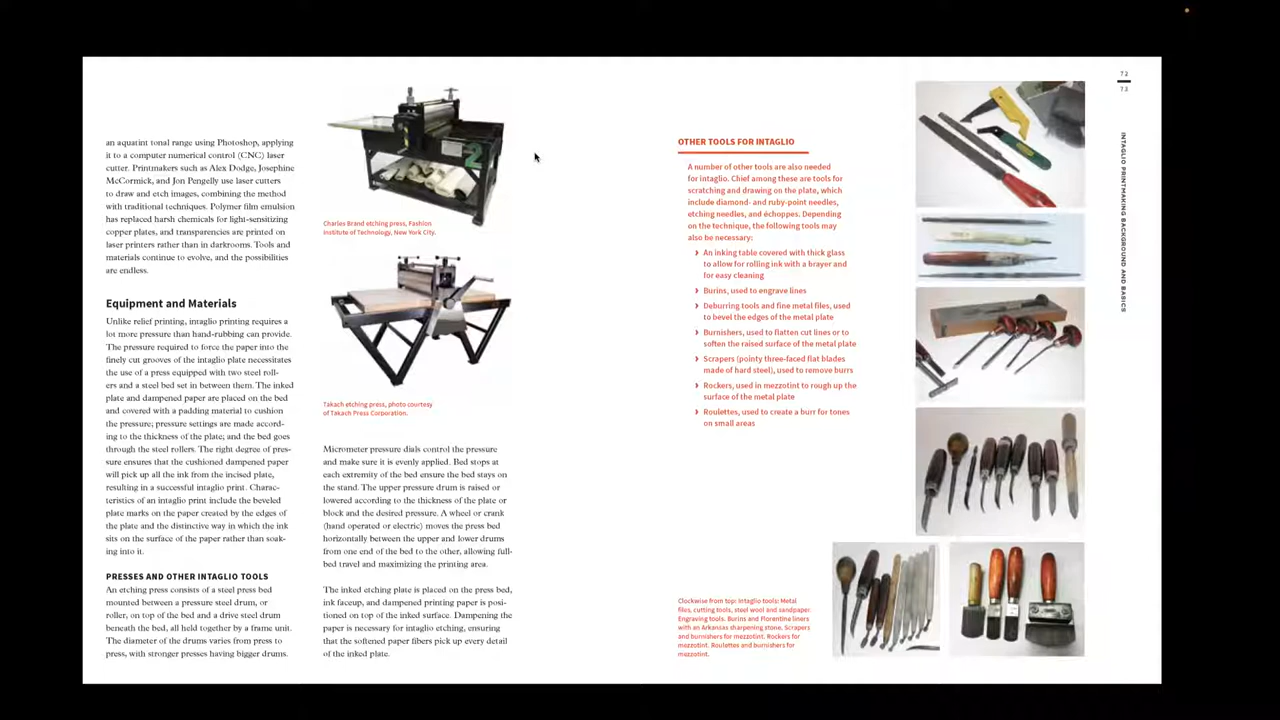 an aquatint tonal range using Photoshop, applying
it to a computer numerical control (CNC) laser
cutter. Printmakers such as Alex Dodge, Josephine
McCormick, and Jon Pengelly use laser cutters
to draw and etch images, combining the method
with traditional techniques. Polymer film emulsion
has replaced harsh chemicals for light-sensitizing
copper plates, and transparencies are printed on
laser printers rather than in darkrooms. Tools and
materials continue to evolve, and the possibilities
are endless.
Equipment and Materials
Unlike relief printing, intaglio printing requires a
lot more pressure than hand-rubbing can provide.
The pressure required to force the paper into the
finely cut grooves of the intaglio plate necessitates
the use of a press equipped with two steel roll-
ers and a steel bed set in between them. The inked
plate and dampened paper are placed on the bed
and covered with a padding material to cushion
the pressure; pressure settings are made accord-
ing to the thickness of the plate; and the bed goes
through the steel rollers. The right degree of pres-
sure ensures that the cushioned dampened paper
will pick up all the ink from the incised plate,
resulting in a successful intaglio print. Charac-
teristics of an intaglio print include the beveled
plate marks on the paper created by the edges of
the plate and the distinctive way in which the ink
sits on the surface of the paper rather than soak-
ing into it.
PRESSES AND OTHER INTAGLIO TOOLS
An etching press consists of a steel press bed
mounted between a pressure steel drum, or
roller, on top of the bed and a drive steel drum
beneath the bed, all held together by a frame unit.
The diameter of the drums varies from press to
press, with stronger presses having bigger drums.
2
Charles Brand etching press, Fashion
Institute of Technology, New York City.
Takach etching press, photo courtesy
of Takach Press Corporation.
Micrometer pressure dials control the pressure
and make sure it is evenly applied. Bed stops at
each extremity of the bed ensure the bed stays on
the stand. The upper pressure drum is raised or
lowered according to the thickness of the plate or
block and the desired pressure. A wheel or crank
(hand operated or electric) moves the press bed
horizontally between the upper and lower drums
from one end of the bed to the other, allowing full-
bed travel and maximizing the printing area.
The inked etching plate is placed on the press bed,
ink faceup, and dampened printing paper is posi-
tioned on top of the inked surface. Dampening the
paper is necessary for intaglio etching, ensuring
that the softened paper fibers pick up every detail
of the inked plate.
OTHER TOOLS FOR INTAGLIO
A number of other tools are also needed
for intaglio. Chief among these are tools for
scratching and drawing on the plate, which
include diamond- and ruby-point needles,
etching needles, and échoppes. Depending
on the technique, the following tools may
also be necessary:
› An inking table covered with thick glass
to allow for rolling ink with a brayer and
for easy cleaning
› Burins, used to engrave lines
› Deburring tools and fine metal files, used
to bevel the edges of the metal plate
› Burnishers, used to flatten cut lines or to
soften the raised surface of the metal plate
› Scrapers (pointy three-faced flat blades
made of hard steel), used to remove burrs
› Rockers, used in mezzotint to rough up the
surface of the metal plate
› Roulettes, used to create a burr for tones
on small areas
Clockwise from top: Intaglio tools: Metal
files, cutting tools, steel wool and sandpaper.
Engraving tools. Burins and Florentine liners
with an Arkansas sharpening stone. Scrapers
and burnishers for mezzotint. Rockers for
mezzotint. Roulettes and burnishers for
mezzotint.
72
73
INTAGLIO PRINTMAKING BACKGROUND AND BASICS